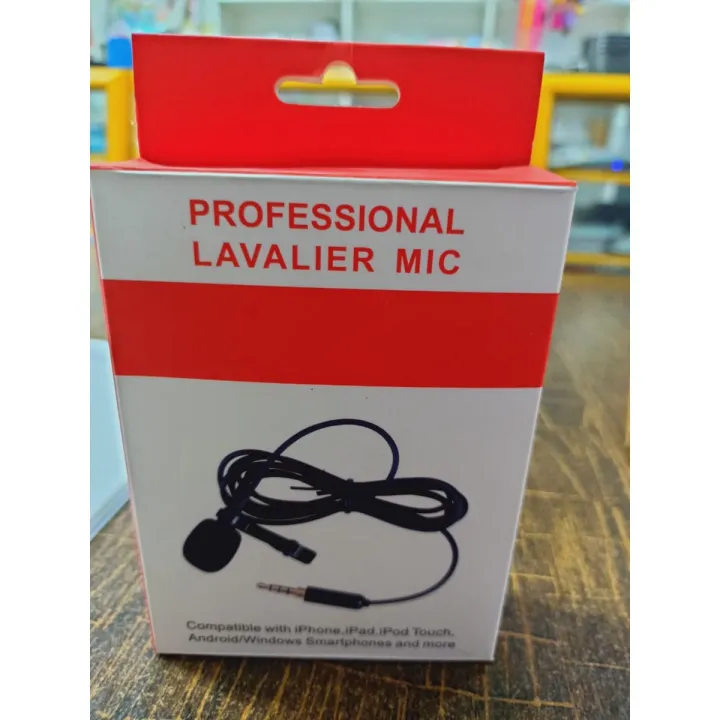 PROFESSIONAL
LAVALIER MIC
Compatible with iPhone,iPad,iPod Touch,
Android/Windows Smartphones and more